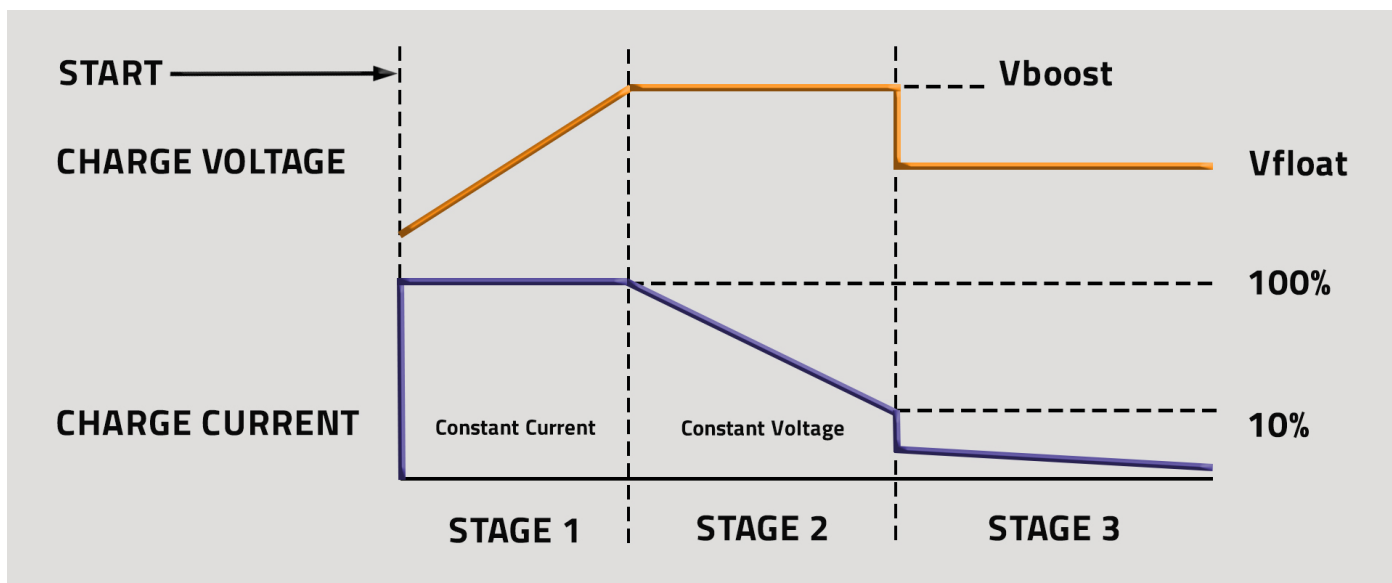 START
Vboost
CHARGE VOLTAGE
Vfloat
100%
CHARGE CURRENT
Constant Current
Constant Voltage
10%
STAGE 1
STAGE 2
STAGE 3